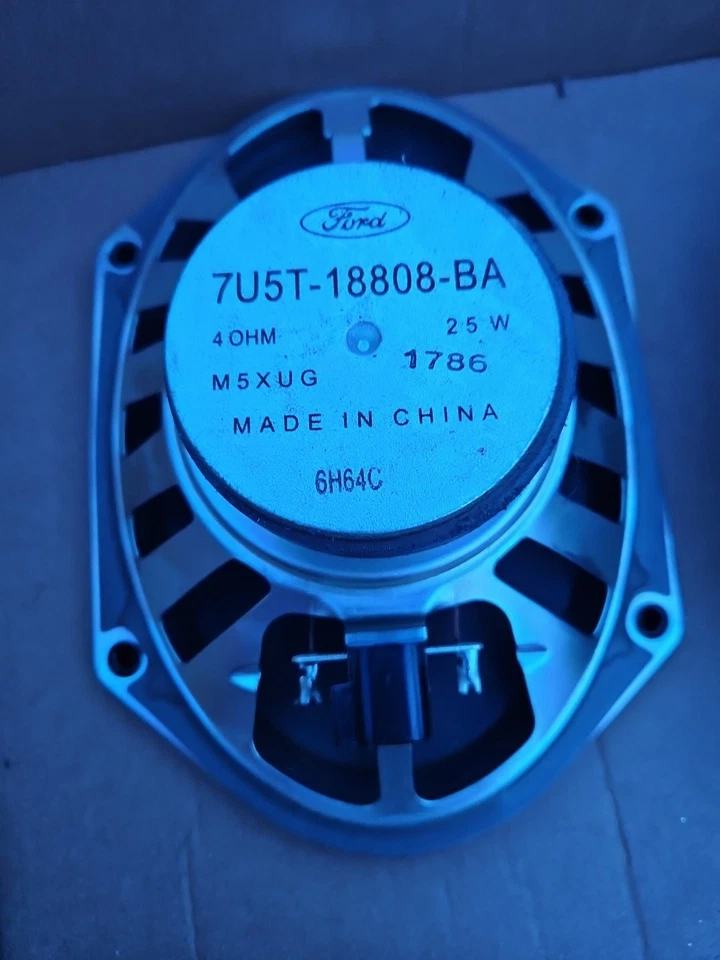 Ford
7U5T-18808-BA
4 OHM 25 W
M5XUG 1786
MADE IN CHINA
6H64C